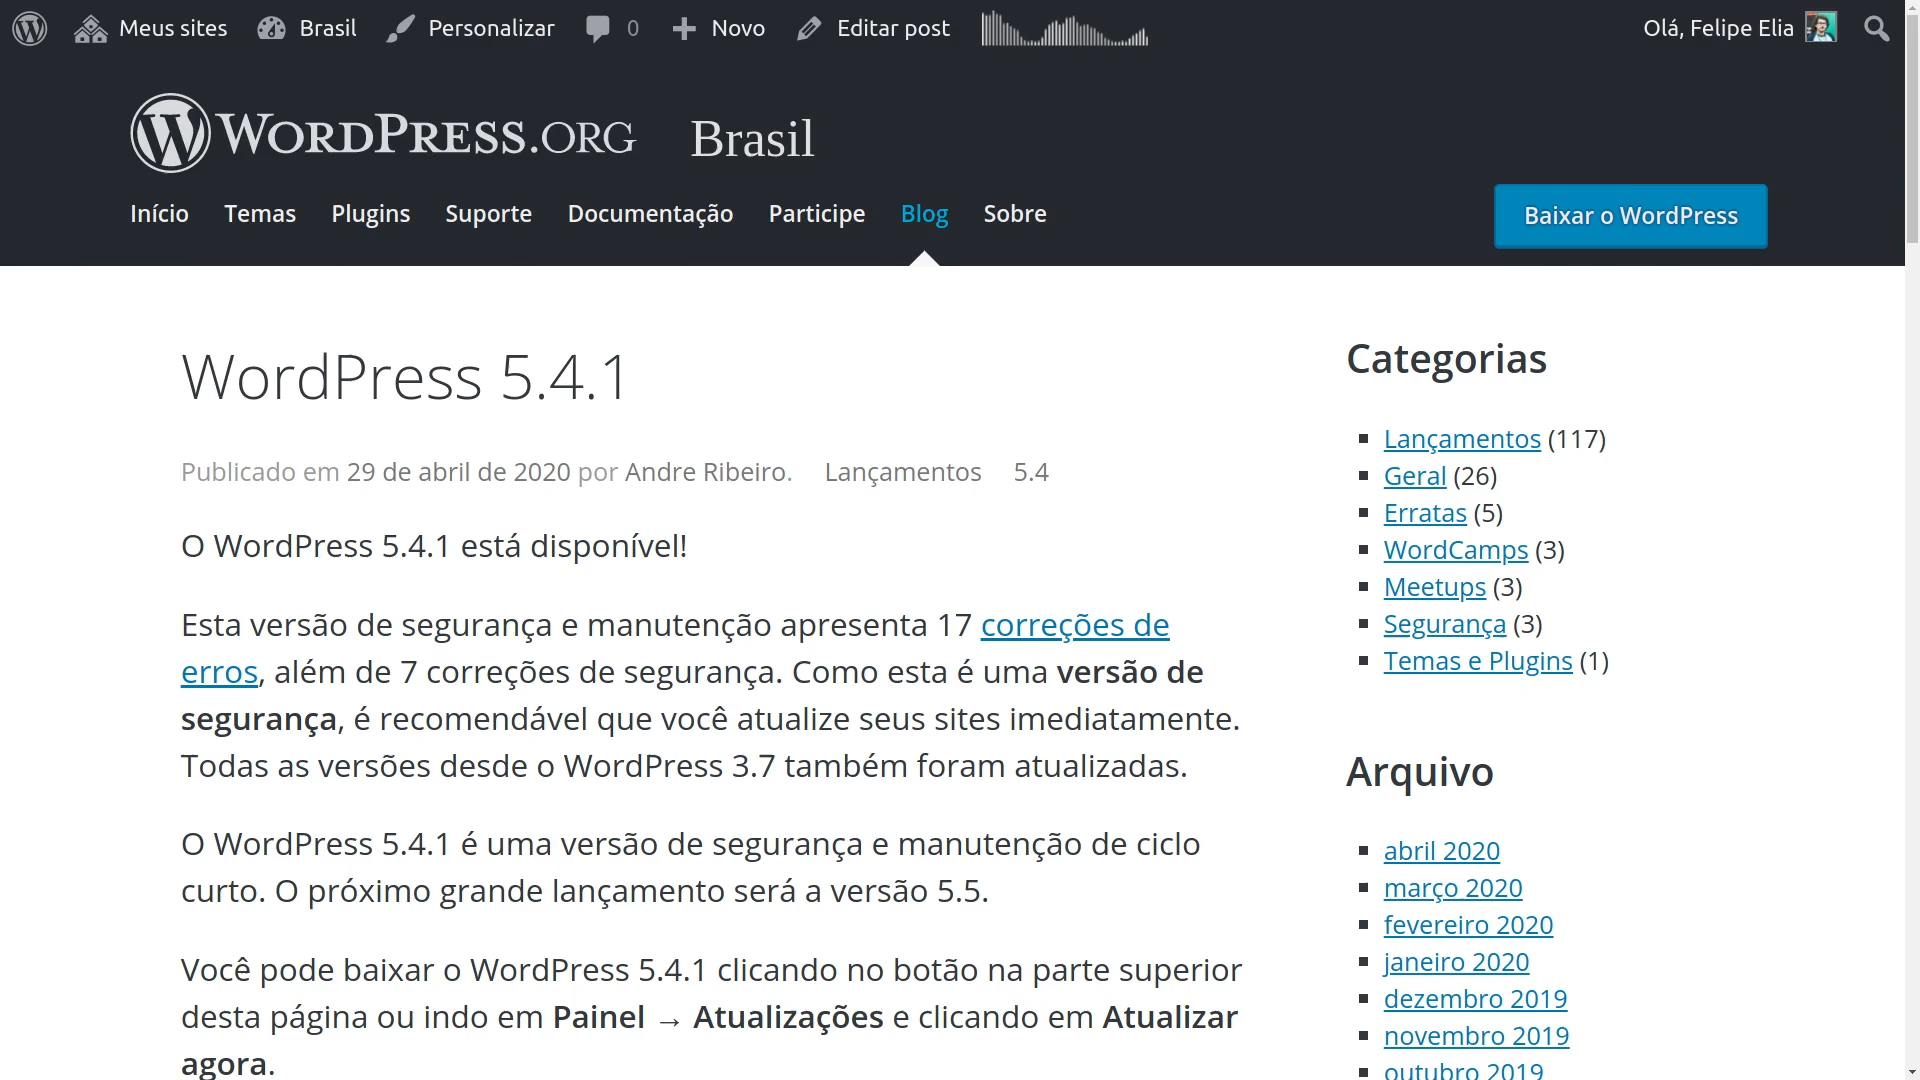 Meus sites Brasil Personalizar 0 Novo Editar post Olá, Felipe Elia
WORDPRESS.ORG Brasil
Início Temas Plugins Suporte Documentação Participe Blog Sobre Baixar o WordPress
WordPress 5.4.1
Publicado em 29 de abril de 2020 por Andre Ribeiro. Lançamentos 5.4
O WordPress 5.4.1 está disponível!
Esta versão de segurança e manutenção apresenta 17 correções de
erros, além de 7 correções de segurança. Como esta é uma versão de
segurança, é recomendável que você atualize seus sites imediatamente.
Todas as versões desde o WordPress 3.7 também foram atualizadas.
O WordPress 5.4.1 é uma versão de segurança e manutenção de ciclo
curto. O próximo grande lançamento será a versão 5.5.
Você pode baixar o WordPress 5.4.1 clicando no botão na parte superior
desta página ou indo em Painel → Atualizações e clicando em Atualizar
agora.
Categorias
Lançamentos (117)
Geral (26)
Erratas (5)
WordCamps (3)
Meetups (3)
Segurança (3)
Temas e Plugins (1)
Arquivo
abril 2020
março 2020
fevereiro 2020
janeiro 2020
dezembro 2019
novembro 2019
outubro 2019